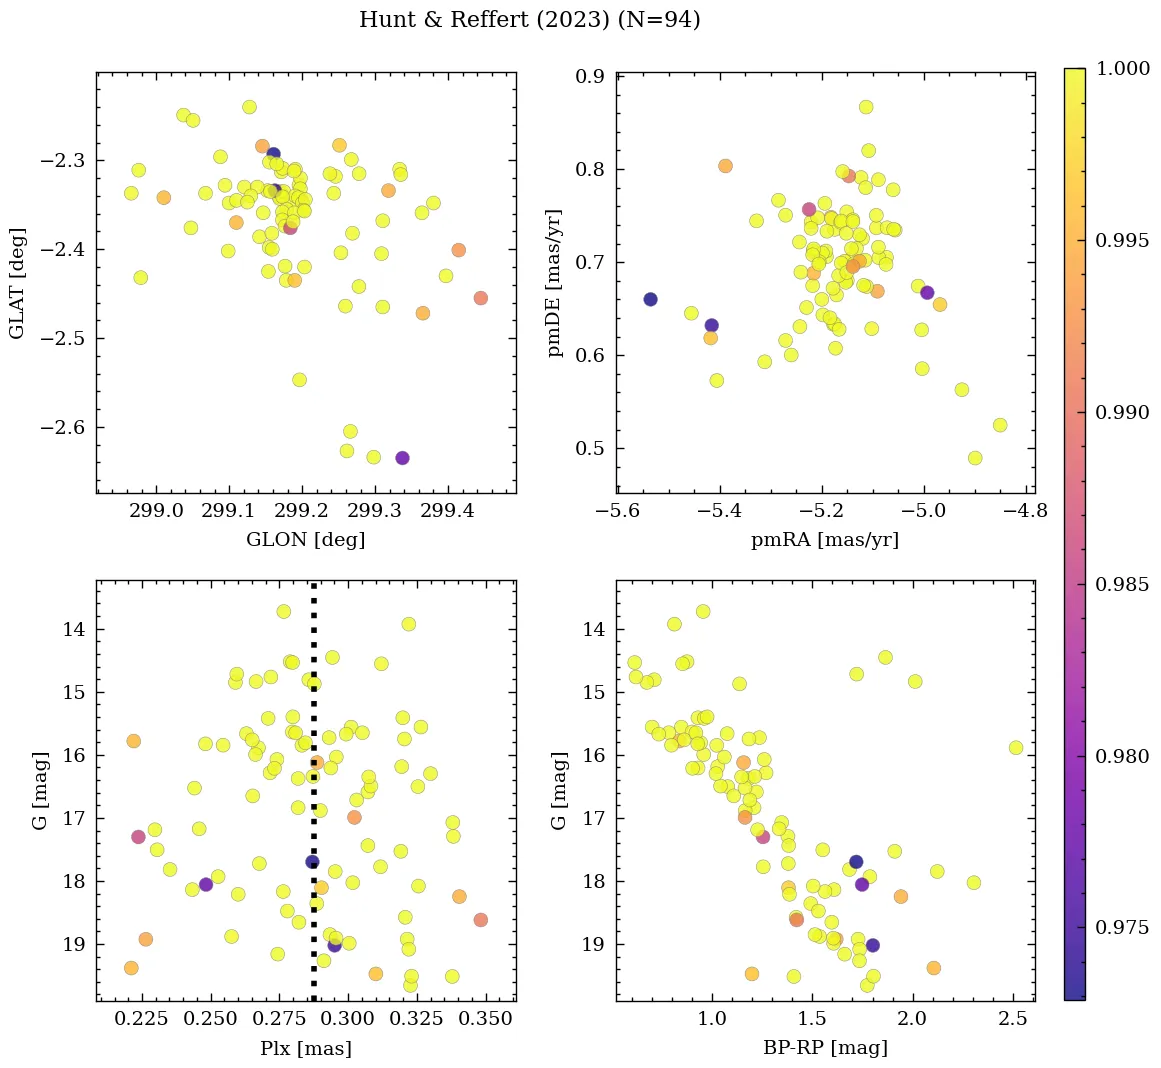 Hunt & Reffert (2023) (N=94)
−2.3
−2.4
−2.5
−2.6
GLAT [deg]
299.0 299.1 299.2 299.3 299.4
GLON [deg]
0.9
0.8
0.7
0.6
0.5
pmDE [mas/yr]
−5.6 −5.4 −5.2 −5.0 −4.8
pmRA [mas/yr]
14
15
16
17
18
19
G [mag]
0.225 0.250 0.275 0.300 0.325 0.350
Plx [mas]
14
15
16
17
18
19
G [mag]
1.0 1.5 2.0 2.5
BP-RP [mag]
1.000
0.995
0.990
0.985
0.980
0.975